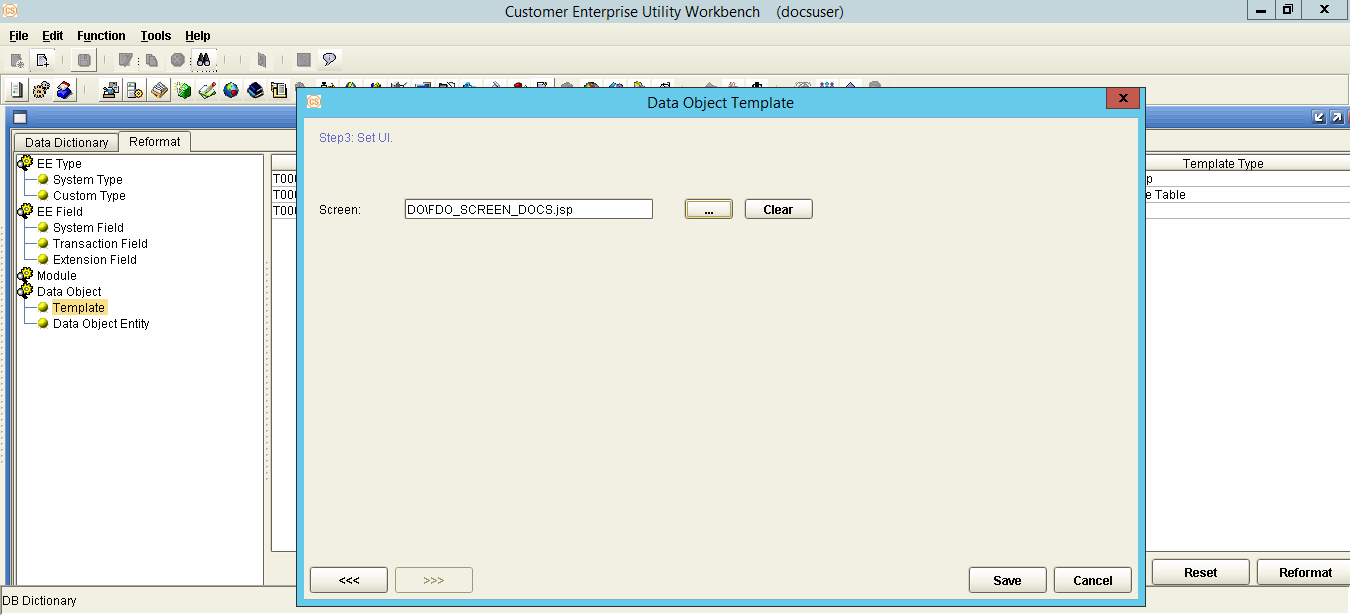 Customer Enterprise Utility Workbench (docsuser)
File Edit Function Tools Help
Data Object Template
Step3: Set UI.
Screen: DO\FDO_SCREEN_DOCS.jsp ... Clear
<<< >>> Save Cancel
Data Dictionary Reformat
EE Type
System Type
Custom Type
EE Field
System Field
Transaction Field
Extension Field
Module
Data Object
Template
Data Object Entity
Template Type
T00
p
T00
e Table
T00
Reset Reformat
DB Dictionary